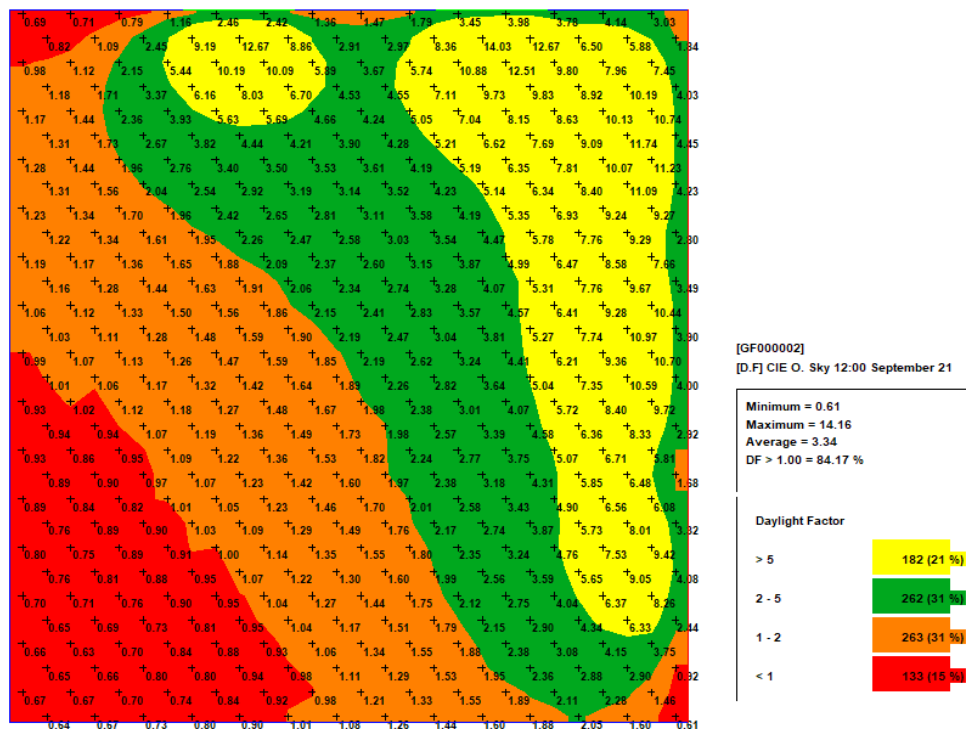 0.69 0.71 0.79 1.16 2.46 2.42 1.36 1.47 1.79 3.45 3.98 3.78 4.14 3.03
0.82 1.09 2.45 9.19 12.67 8.86 2.91 2.97 8.36 14.03 12.67 6.50 5.88 1.84
0.98 1.12 2.15 5.44 10.19 10.09 5.89 3.67 5.74 10.88 12.51 9.80 7.96 7.45
1.18 1.71 3.37 6.16 8.03 6.70 4.53 4.55 7.11 9.73 9.83 8.92 10.19 4.03
1.17 1.44 2.36 3.93 5.63 5.69 4.66 4.24 5.05 7.04 8.15 8.63 10.13 10.74
1.31 1.73 2.67 3.82 4.44 4.21 3.90 4.28 5.21 6.62 7.69 9.09 11.74 4.45
1.28 1.44 1.96 2.76 3.40 3.50 3.53 3.61 4.19 5.19 6.35 7.81 10.07 11.23
1.31 1.56 2.04 2.54 2.92 3.19 3.14 3.52 4.23 5.14 6.34 8.40 11.09 4.23
1.23 1.34 1.70 1.96 2.42 2.65 2.81 3.11 3.58 4.19 5.35 6.93 9.24 9.27
1.22 1.34 1.61 1.95 2.26 2.47 2.58 3.03 3.54 4.47 5.78 7.76 9.29 2.80
1.19 1.17 1.36 1.65 1.88 2.09 2.37 2.60 3.15 3.87 4.99 6.47 8.58 7.66
1.16 1.28 1.44 1.63 1.91 2.06 2.34 2.74 3.28 4.07 5.31 7.76 9.67 3.49
1.06 1.12 1.33 1.50 1.56 1.86 2.15 2.41 2.83 3.57 4.57 6.41 9.28 10.44
1.03 1.11 1.28 1.48 1.59 1.90 2.19 2.47 3.04 3.81 5.27 7.74 10.97 3.90
0.99 1.07 1.13 1.26 1.47 1.59 1.85 2.19 2.62 3.24 4.41 6.21 9.36 10.70
1.01 1.06 1.17 1.32 1.42 1.64 2.26 2.82 3.64 5.04 7.35 10.59 4.00
0.93 1.02 1.12 1.18 1.27 1.48 1.67 1.98 2.38 3.01 4.07 5.72 8.40 9.72
0.94 0.94 1.07 1.19 1.36 1.49 1.73 1.98 2.57 3.39 4.58 6.36 8.33 2.92
0.93 0.86 0.95 1.09 1.22 1.36 1.53 1.82 2.24 2.77 3.75 5.07 6.71 5.81
0.89 0.90 0.97 1.07 1.23 1.42 1.60 1.97 2.38 3.18 4.31 5.85 6.48 1.68
0.89 0.84 0.82 1.01 1.05 1.23 1.46 1.70 2.01 2.58 3.43 4.90 6.56 6.08
0.76 0.89 0.90 1.03 1.09 1.29 1.49 1.76 2.17 2.74 3.87 5.73 8.01 3.32
0.80 0.75 0.89 0.91 1.00 1.14 1.35 1.55 1.80 2.35 3.24 4.76 7.53 9.42
0.76 0.81 0.88 0.95 1.07 1.22 1.30 1.60 1.99 2.56 3.59 5.65 9.05 4.08
0.70 0.71 0.76 0.90 0.95 1.04 1.27 1.44 1.75 2.12 2.75 4.04 6.37 8.26
0.65 0.69 0.73 0.81 0.95 1.04 1.17 1.51 1.79 2.15 2.90 4.34 6.33 2.44
0.66 0.63 0.70 0.84 0.88 0.93 1.06 1.34 1.55 1.88 2.38 3.08 4.15 3.75
0.65 0.66 0.80 0.80 0.94 0.98 1.11 1.29 1.53 1.95 2.36 2.88 2.90 0.92
0.67 0.67 0.74 0.84 0.92 1.02 1.19 1.33 1.55 1.89 2.11 2.28 1.46
0.64 0.67 0.73 0.80 0.90 1.01 1.08 1.26 1.44 1.60 1.88 2.05 1.60 0.61
[GF000002]
[D.F] CIE O. Sky 12:00 September 21
Minimum = 0.61
Maximum = 14.16
Average = 3.34
DF > 1.00 = 84.17 %
Daylight Factor
> 5 182 (21 %)
2 - 5 262 (31 %)
1 - 2 263 (31 %)
< 1 133 (15 %)